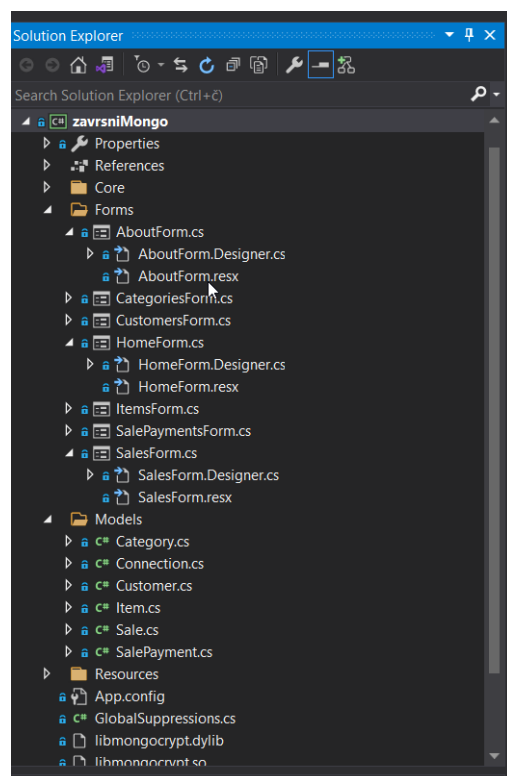 Solution Explorer
Search Solution Explorer (Ctrl+č)
C# zavrsniMongo
Properties
References
Core
Forms
AboutForm.cs
AboutForm.Designer.cs
AboutForm.resx
CategoriesForm.cs
CustomersForm.cs
HomeForm.cs
HomeForm.Designer.cs
HomeForm.resx
ItemsForm.cs
SalePaymentsForm.cs
SalesForm.cs
SalesForm.Designer.cs
SalesForm.resx
Models
C# Category.cs
C# Connection.cs
C# Customer.cs
C# Item.cs
C# Sale.cs
C# SalePayment.cs
Resources
App.config
C# GlobalSuppressions.cs
libmongocrypt.dylib
libmongocrypt.so